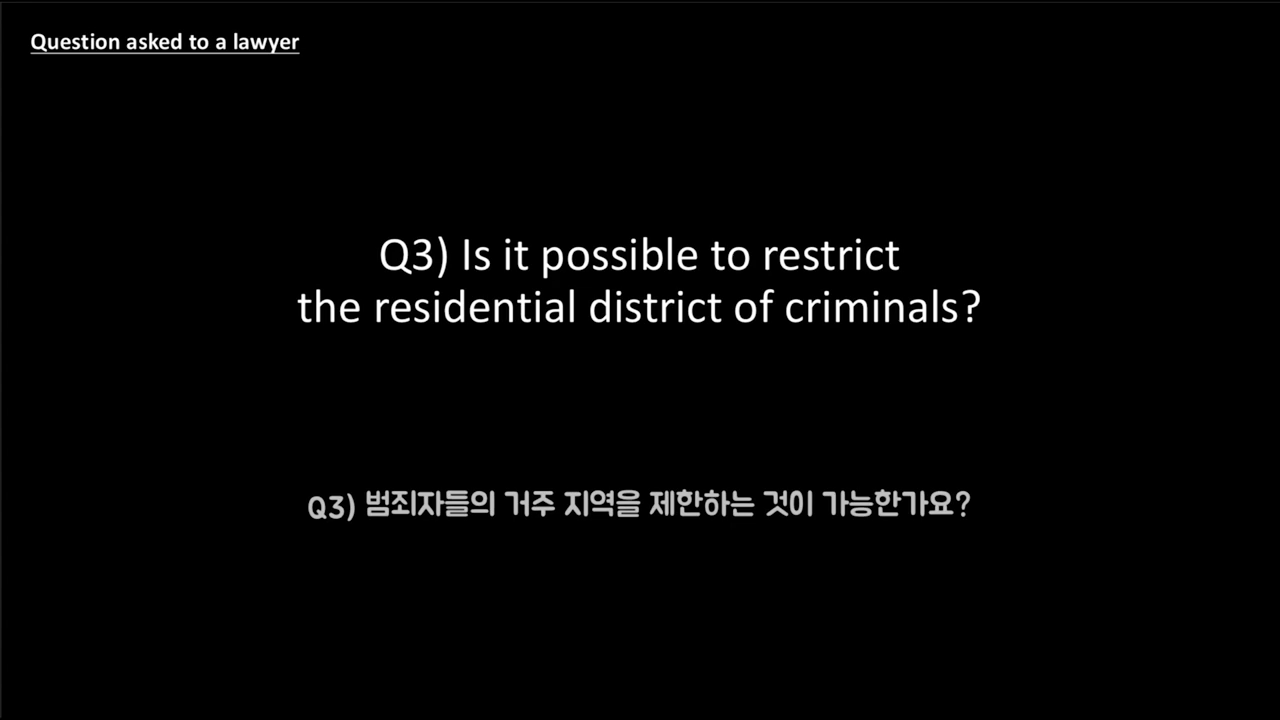 Question asked to a lawyer
Q3) Is it possible to restrict
the residential district of criminals?
Q3) 범죄자들의 거주 지역을 제한하는 것이 가능한가요?